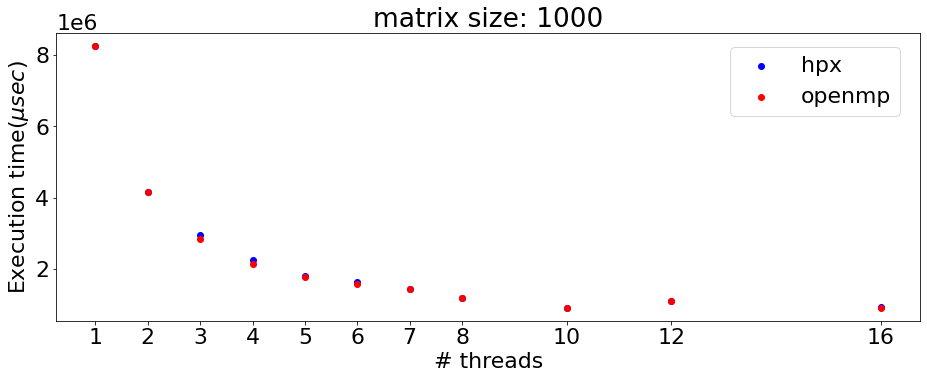 matrix size: 1000
1e6
hpx
openmp
8
6
4
2
Execution time(μsec)
1 2 3 4 5 6 7 8 10 12 16
# threads